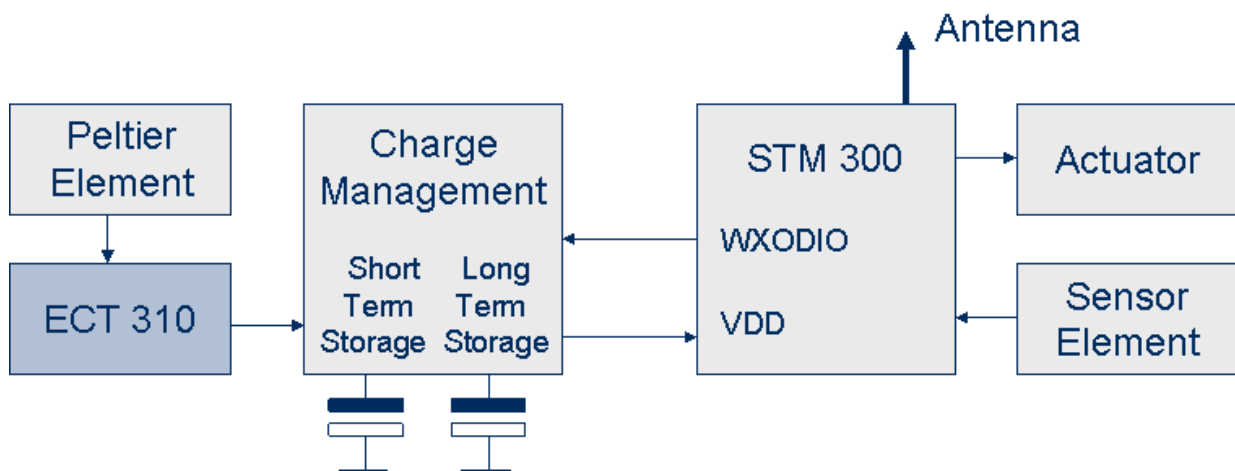 Antenna
Peltier
Element
ECT 310
Charge
Management
Short
Term
Storage
Long
Term
Storage
STM 300
WXODIO
VDD
Actuator
Sensor
Element